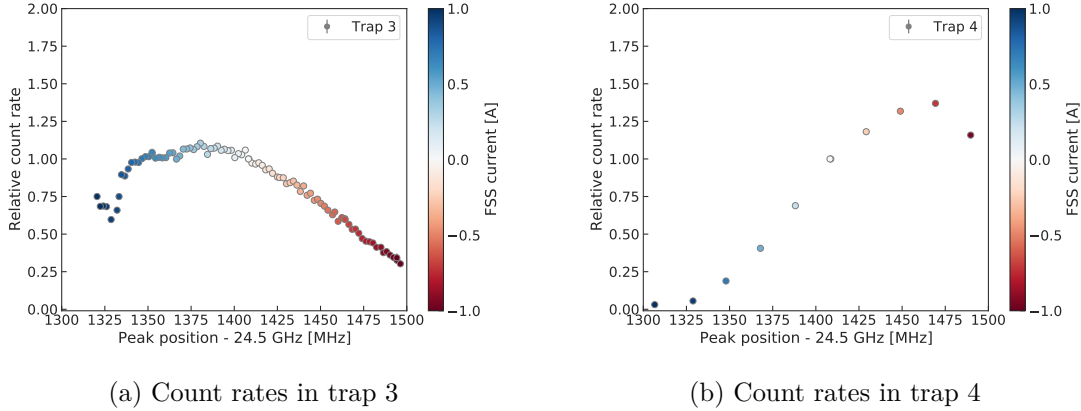 2.00
1.75
1.50
1.25
1.00
0.75
0.50
0.25
0.00
Relative count rate
1300 1325 1350 1375 1400 1425 1450 1475 1500
Peak position - 24.5 GHz [MHz]
Trap 3
1.0
0.5
0.0
−0.5
−1.0
FSS current [A]
(a) Count rates in trap 3
2.00
1.75
1.50
1.25
1.00
0.75
0.50
0.25
0.00
Relative count rate
1300 1325 1350 1375 1400 1425 1450 1475 1500
Peak position - 24.5 GHz [MHz]
Trap 4
1.0
0.5
0.0
−0.5
−1.0
FSS current [A]
(b) Count rates in trap 4